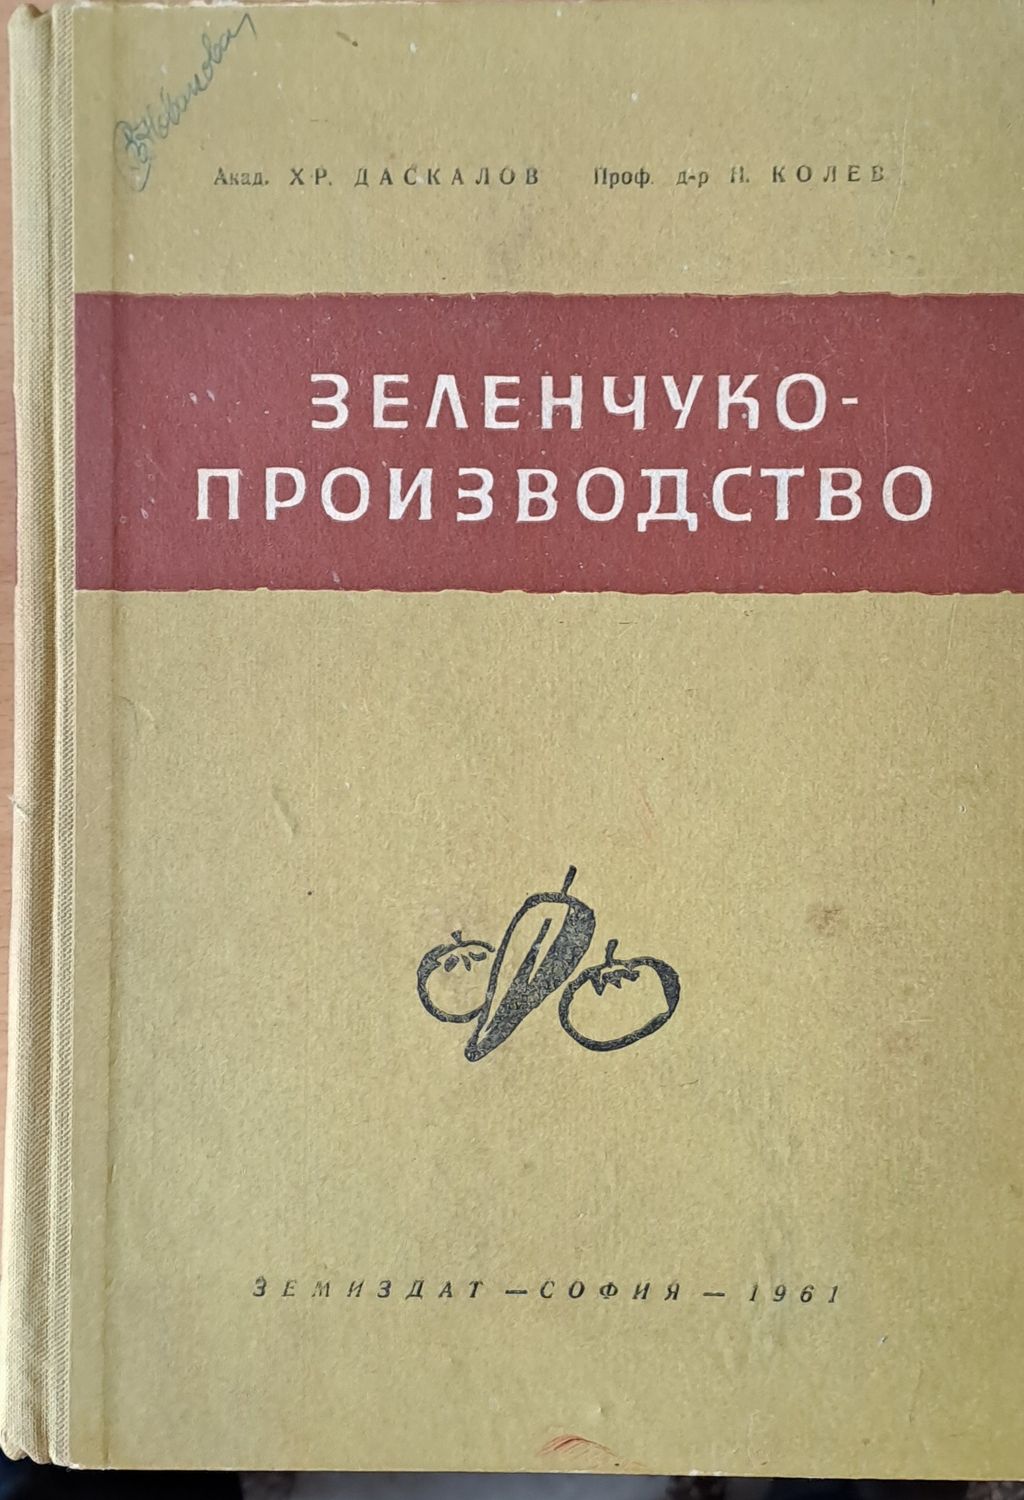 Акад. ХР. ДАСКАЛОВ Проф. д-р Н. КОЛЕВ
ЗЕЛЕНЧУКО-
ПРОИЗВОДСТВО
ЗЕМИЗДАТ — СОФИЯ — 1961